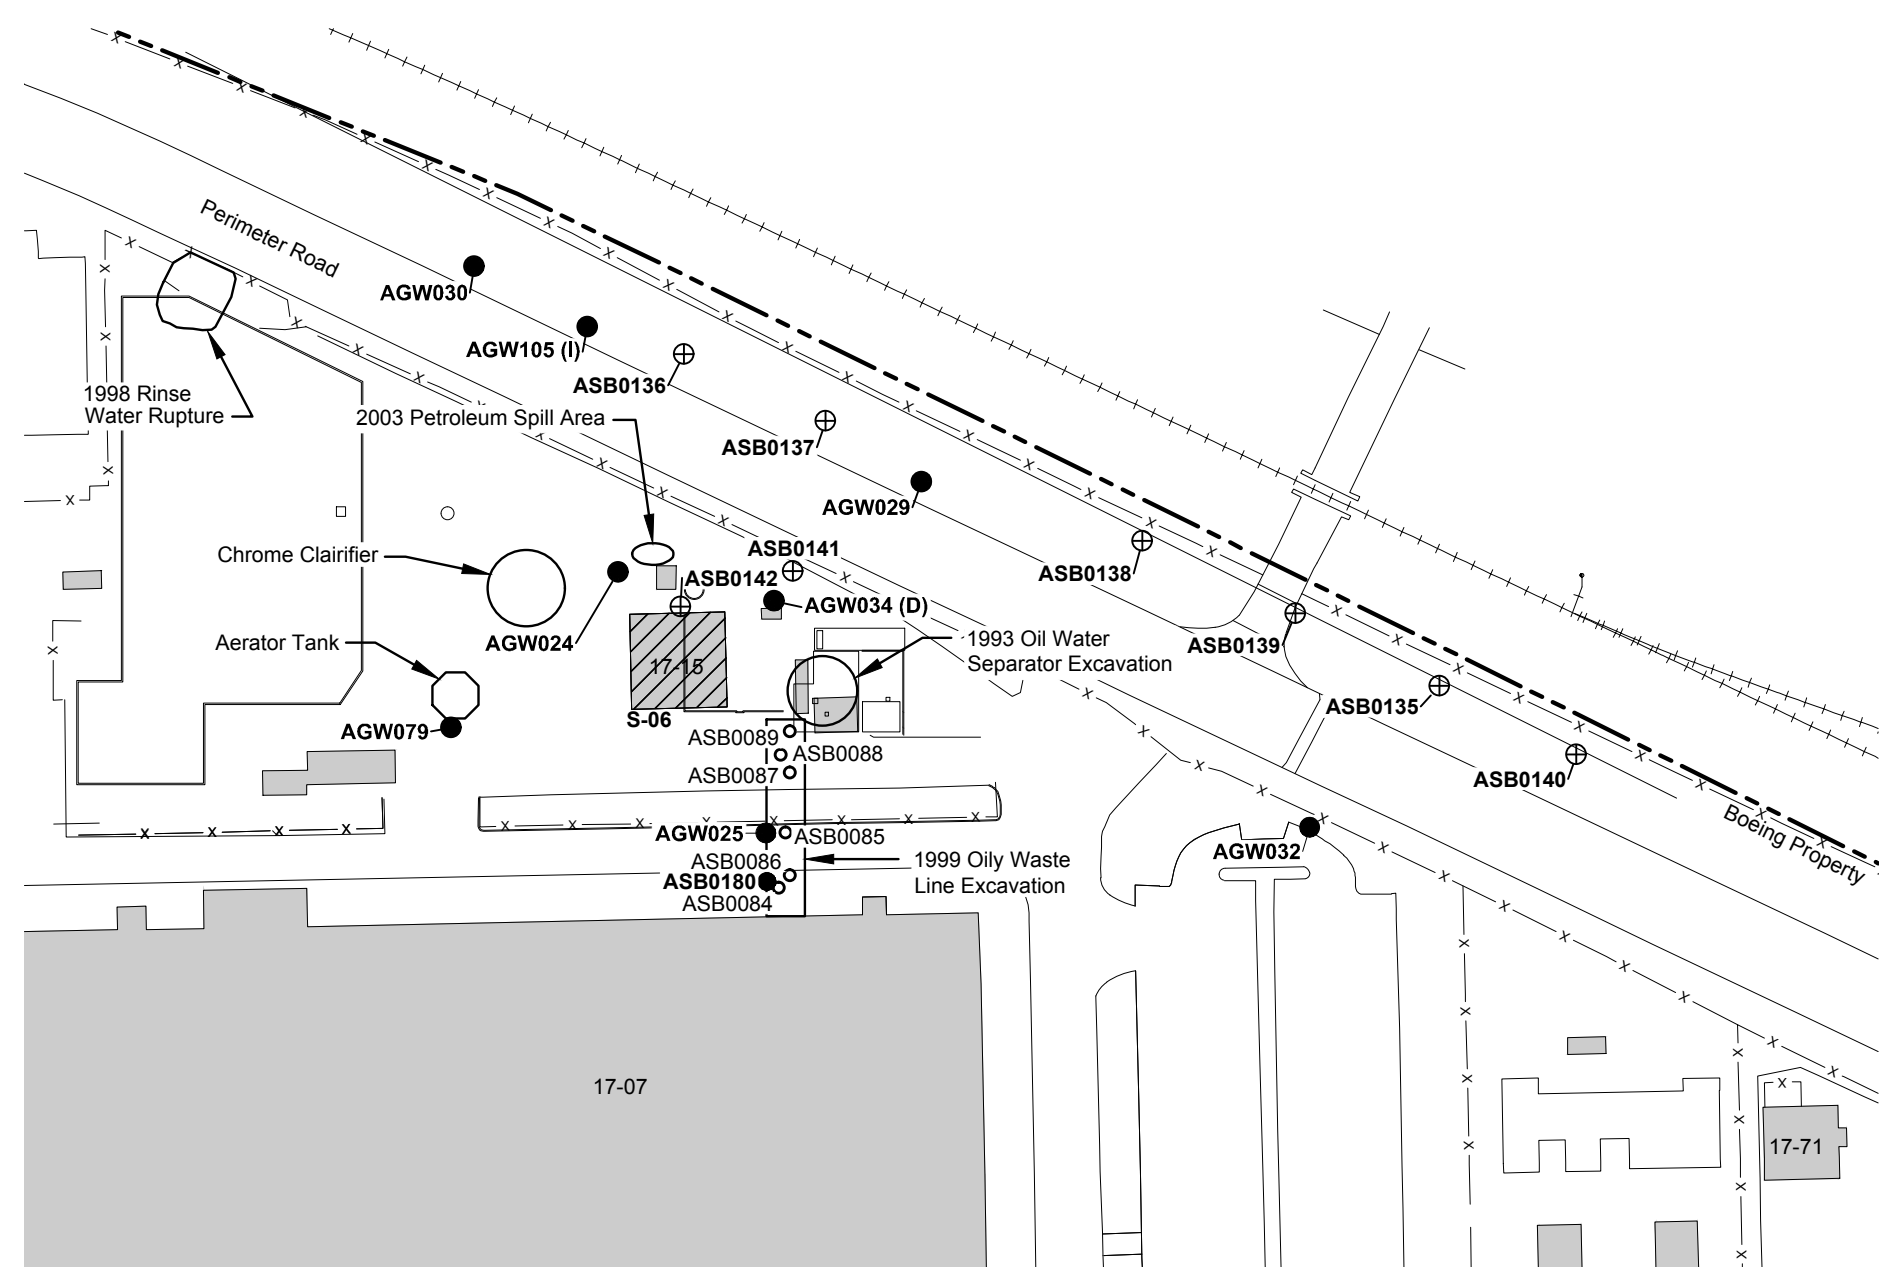 Perimeter Road
AGW030
AGW105 (I)
ASB0136
1998 Rinse
Water Rupture
2003 Petroleum Spill Area
ASB0137
AGW029
Chrome Clairifier
ASB0141
ASB0142
ASB0138
AGW034 (D)
AGW024
Aerator Tank
1993 Oil Water
Separator Excavation
ASB0139
17-15
S-06
ASB0135
AGW079
ASB0089
ASB0088
ASB0087
ASB0140
Boeing Property
AGW025
ASB0085
AGW032
ASB0086
1999 Oily Waste
Line Excavation
ASB0180
ASB0084
17-07
17-71